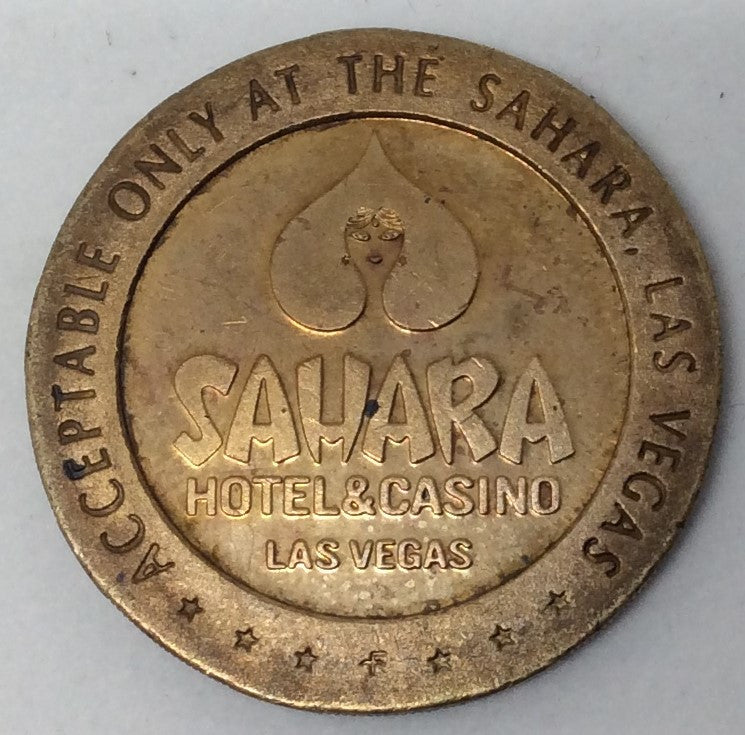 ACCEPTABLE ONLY AT THE SAHARA, LAS VEGAS
SAHARA
HOTEL&CASINO
LAS VEGAS
F